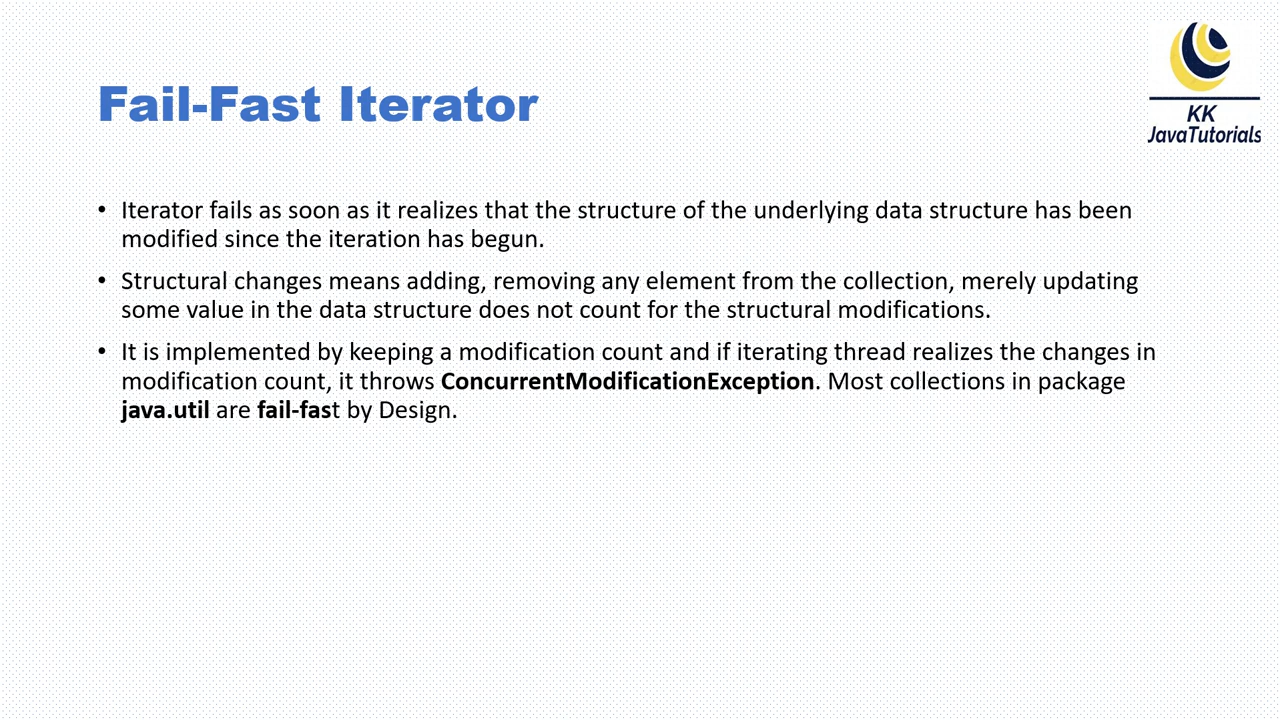 KK
JavaTutorials
Fail-Fast Iterator
• Iterator fails as soon as it realizes that the structure of the underlying data structure has been
modified since the iteration has begun.
• Structural changes means adding, removing any element from the collection, merely updating
some value in the data structure does not count for the structural modifications.
• It is implemented by keeping a modification count and if iterating thread realizes the changes in
modification count, it throws ConcurrentModificationException. Most collections in package
java.util are fail-fast by Design.